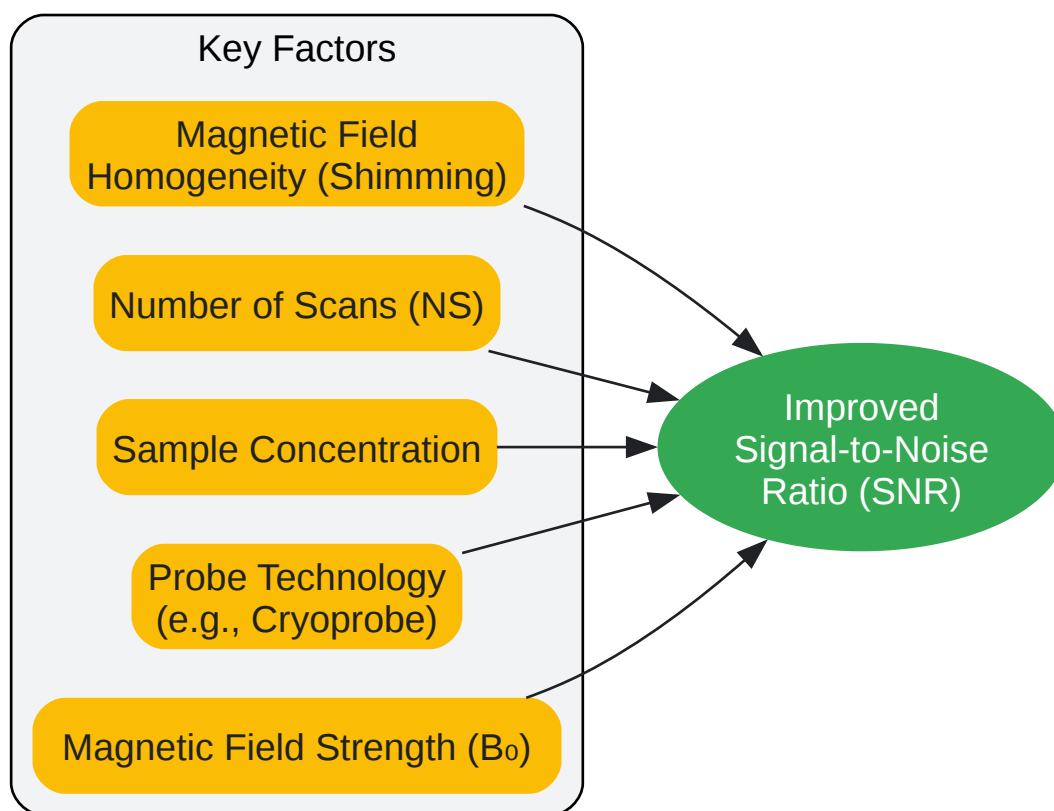 Key Factors
Magnetic Field
Homogeneity (Shimming)
Number of Scans (NS)
Sample Concentration
Probe Technology
(e.g., Cryoprobe)
Magnetic Field Strength (B₀)
Improved
Signal-to-Noise
Ratio (SNR)